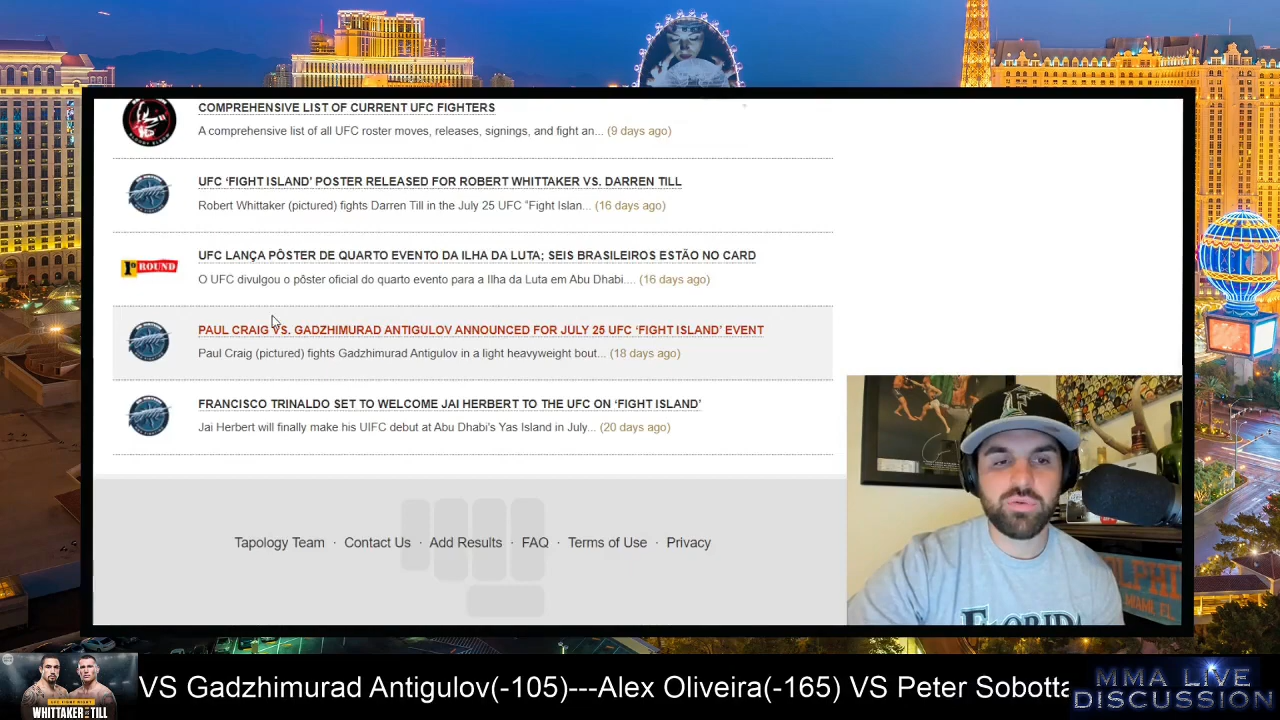 COMPREHENSIVE LIST OF CURRENT UFC FIGHTERS
A comprehensive list of all UFC roster moves, releases, signings, and fight an... (9 days ago)
UFC ‘FIGHT ISLAND’ POSTER RELEASED FOR ROBERT WHITTAKER VS. DARREN TILL
Robert Whittaker (pictured) fights Darren Till in the July 25 UFC “Fight Islan... (16 days ago)
1º ROUND
UFC LANÇA PÔSTER DE QUARTO EVENTO DA ILHA DA LUTA; SEIS BRASILEIROS ESTÃO NO CARD
O UFC divulgou o pôster oficial do quarto evento para a Ilha da Luta em Abu Dhabi.... (16 days ago)
PAUL CRAIG VS. GADZHIMURAD ANTIGULOV ANNOUNCED FOR JULY 25 UFC ‘FIGHT ISLAND’ EVENT
Paul Craig (pictured) fights Gadzhimurad Antigulov in a light heavyweight bout... (18 days ago)
FRANCISCO TRINALDO SET TO WELCOME JAI HERBERT TO THE UFC ON ‘FIGHT ISLAND’
Jai Herbert will finally make his UIFC debut at Abu Dhabi’s Yas Island in July... (20 days ago)
Tapology Team · Contact Us · Add Results · FAQ · Terms of Use · Privacy
FLORIDA
DOLPHI
MIAMI, FL
WHITTAKER TILL
VS Gadzhimurad Antigulov(-105)---Alex Oliveira(-165) VS Peter Sobotta
MMA LIVE
DISCUSSION